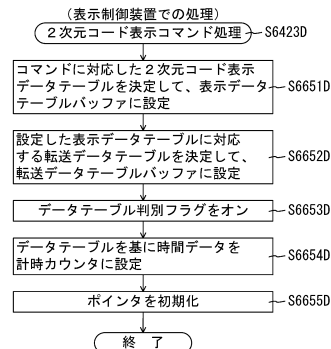 (表示制御装置での処理)
2次元コード表示コマンド処理 S6423D
コマンドに対応した2次元コード表示 S6651D
データテーブルを決定して、表示デー
タテーブルバッファに設定
設定した表示データテーブルに対応 S6652D
する転送データテーブルを決定して、
転送データテーブルバッファに設定
データテーブル判別フラグをオン S6653D
データテーブルを基に時間データを S6654D
計時カウンタに設定
ポインタを初期化 S6655D
終 了